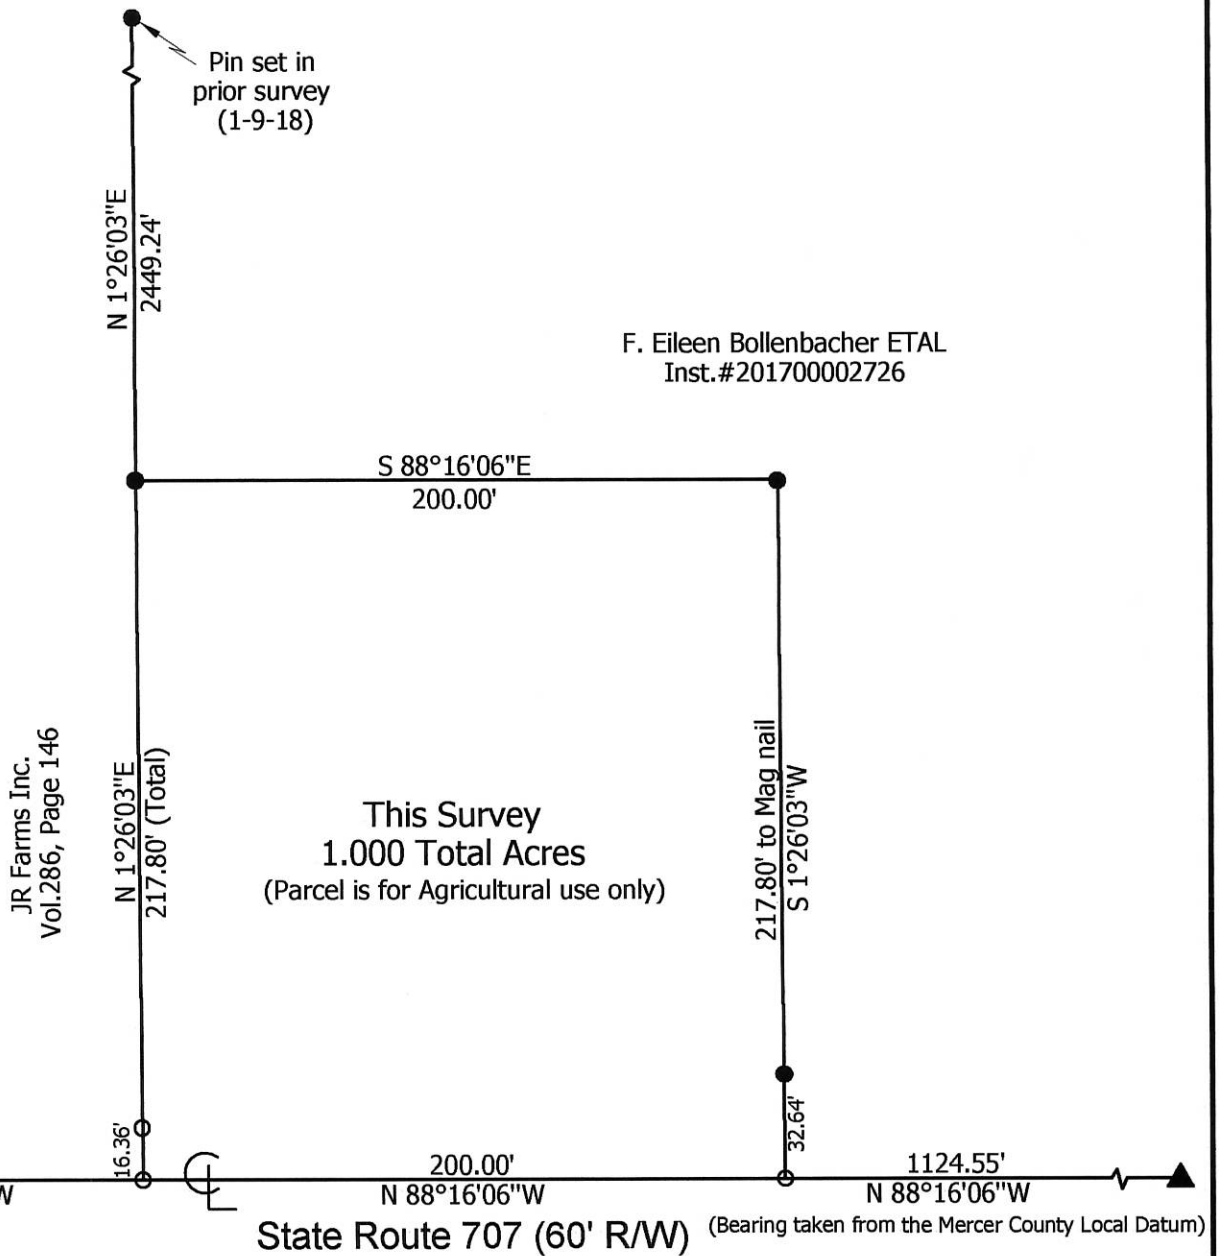 Pin set in
prior survey
(1-9-18)
N 1°26'03"E
2449.24'
F. Eileen Bollenbacher ETAL
Inst.#201700002726
S 88°16'06"E
200.00'
JR Farms Inc.
Vol.286, Page 146
N 1°26'03"E
217.80' (Total)
This Survey
1.000 Total Acres
(Parcel is for Agricultural use only)
217.80' to Mag nail
S 1°26'03"W
16.36'
32.64'
CL
200.00'
N 88°16'06"W
1124.55'
N 88°16'06"W
W
State Route 707 (60' R/W)
(Bearing taken from the Mercer County Local Datum)